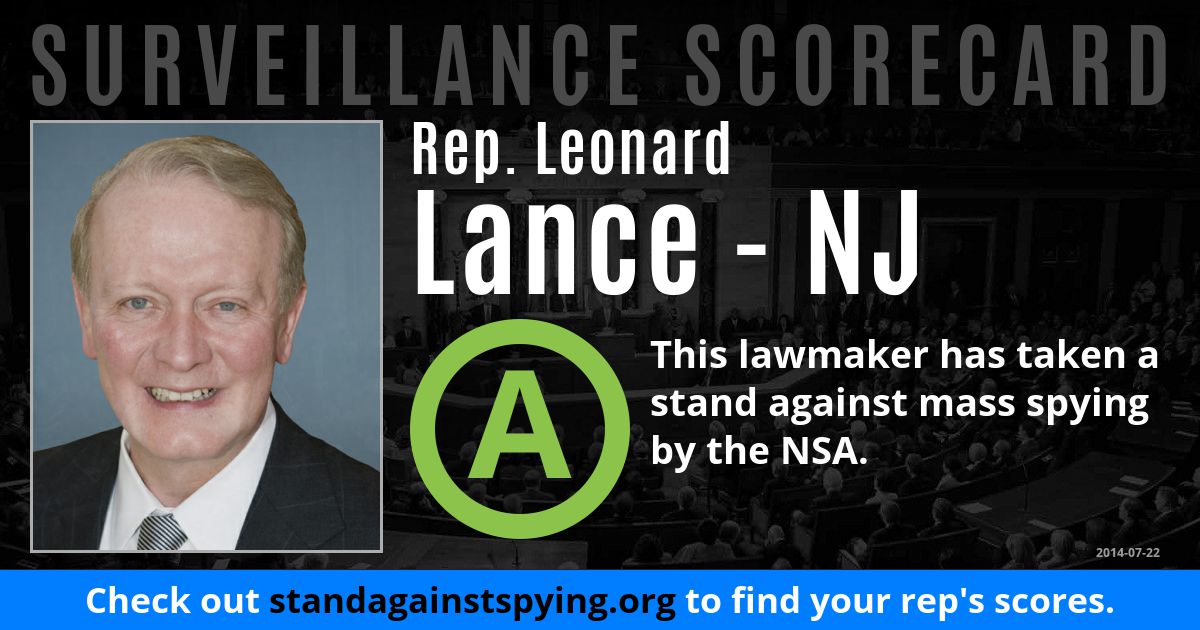 SURVEILLANCE SCORECARD
Rep. Leonard
Lance - NJ
A
This lawmaker has taken a
stand against mass spying
by the NSA.
2014-07-22
Check out standagainstspying.org to find your rep's scores.